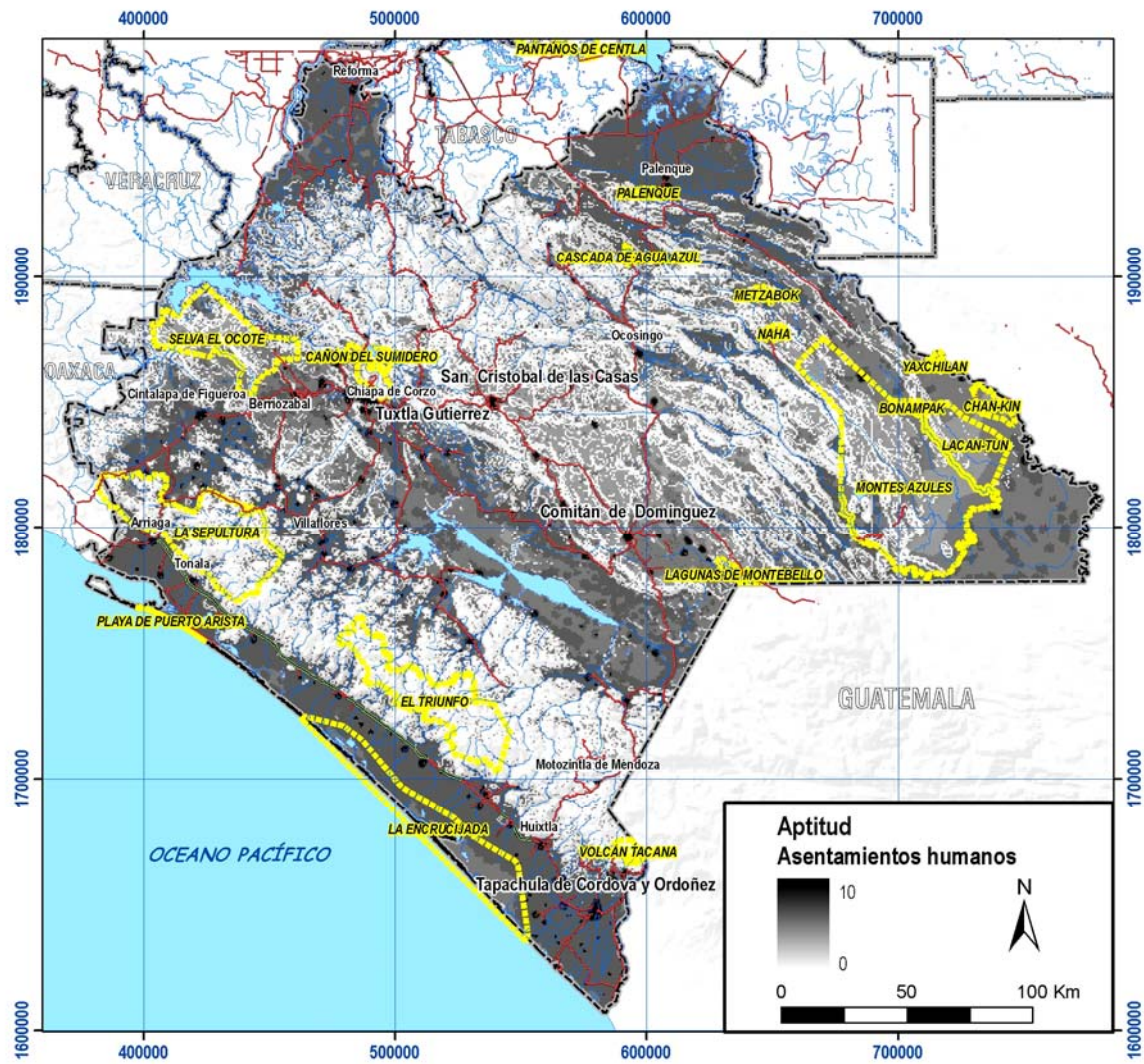 400000
500000
600000
700000
PANTANOS DE CENTLA
Reforma
TABASCO
VERACRUZ
Palenque
PALENQUE
CASCADA DE AGUA AZUL
1900000
1900000
METZABOK
SELVA EL OCOTE
Ocosingo
NAHA
CAÑON DEL SUMIDERO
YAXCHILAN
OAXACA
San Cristobal de las Casas
Cintalapa de Figueroa
Chiapa de Corzo
Berriozabal
BONAMPAK
CHAN-KIN
Tuxtla Gutierrez
LACAN-TUN
MONTES AZULES
Comitán de Domínguez
Arriaga
LA SEPULTURA
Villaflores
1800000
1800000
Tonala
LAGUNAS DE MONTEBELLO
PLAYA DE PUERTO ARISTA
EL TRIUNFO
GUATEMALA
Motozintla de Mendoza
1700000
1700000
LA ENCRUCIJADA
Huixtla
OCEANO PACÍFICO
VOLCÁN TACANA
Tapachula de Cordova y Ordoñez
Aptitud
Asentamientos humanos
10
0
N
0 50 100 Km
1600000
1600000
400000
500000
600000
700000